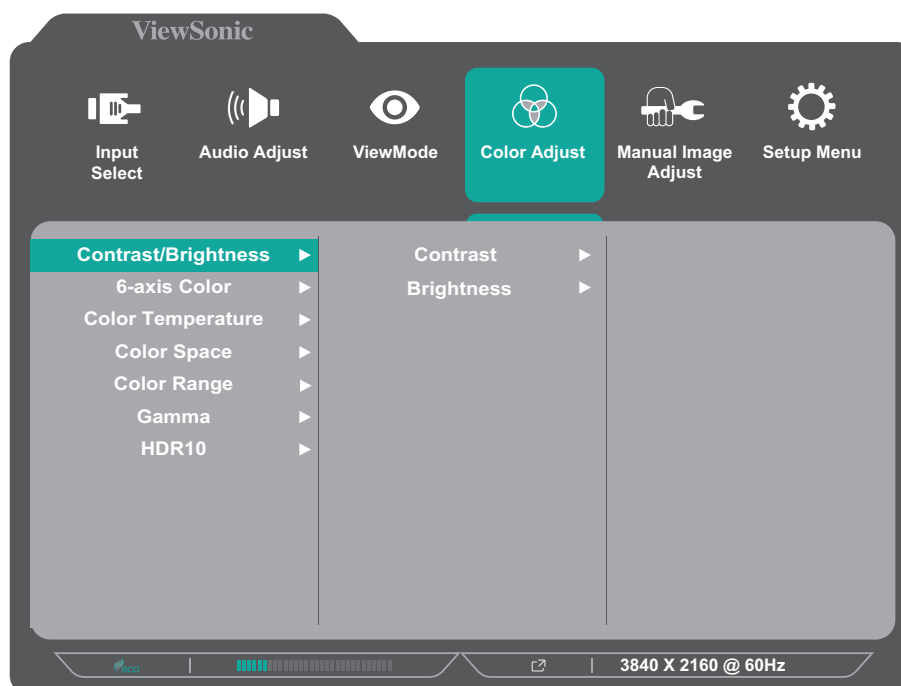 ViewSonic
Input
Select
Audio Adjust
ViewMode
Color Adjust
Manual Image
Adjust
Setup Menu
Contrast/Brightness
6-axis Color
Color Temperature
Color Space
Color Range
Gamma
HDR10
Contrast
Brightness
eco
3840 X 2160 @ 60Hz